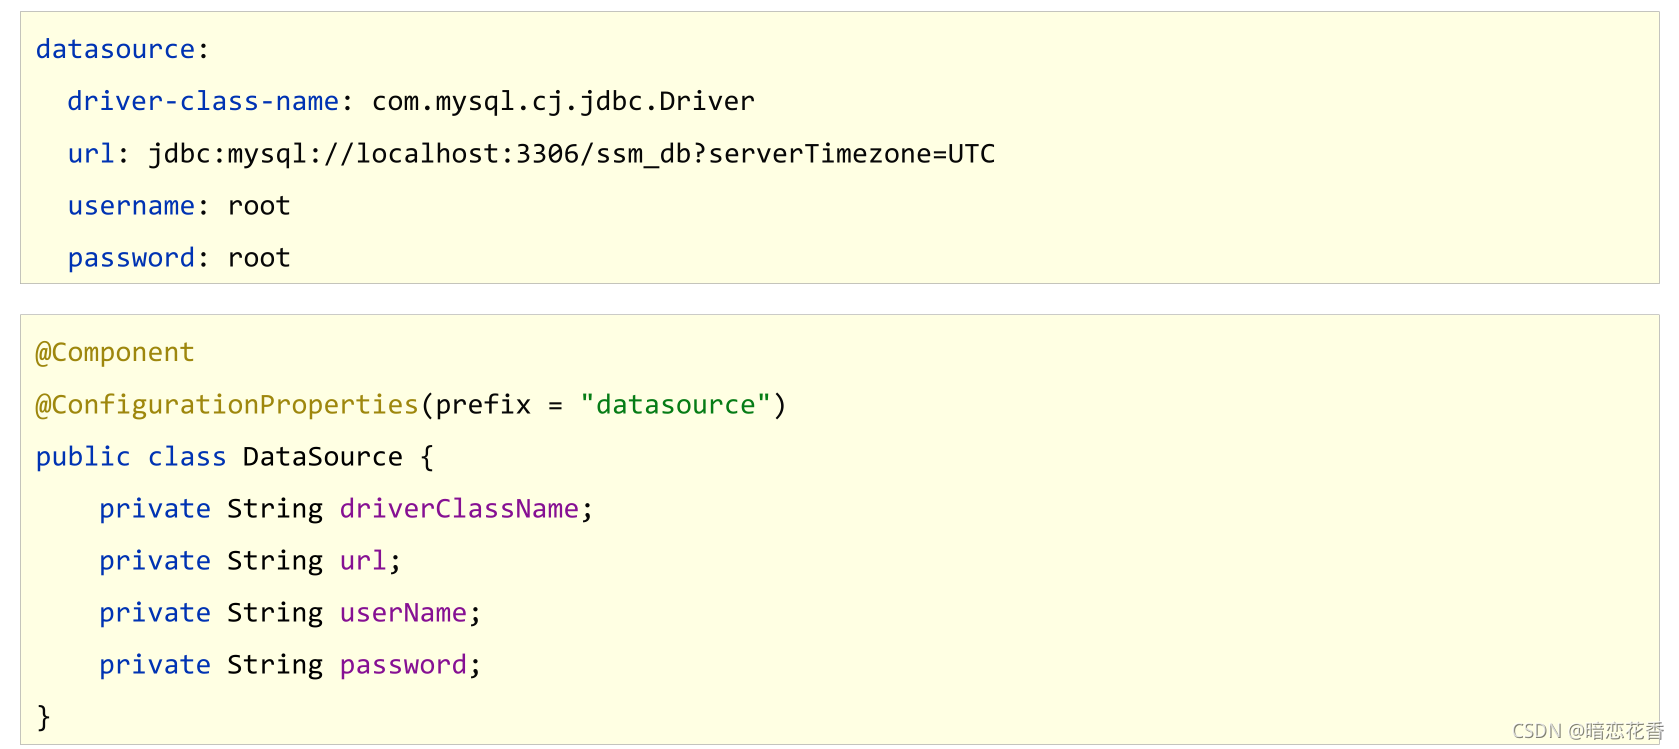 datasource:
  driver-class-name: com.mysql.cj.jdbc.Driver
  url: jdbc:mysql://localhost:3306/ssm_db?serverTimezone=UTC
  username: root
  password: root
@Component
@ConfigurationProperties(prefix = "datasource")
public class DataSource {
    private String driverClassName;
    private String url;
    private String userName;
    private String password;
}
CSDN @暗恋花香